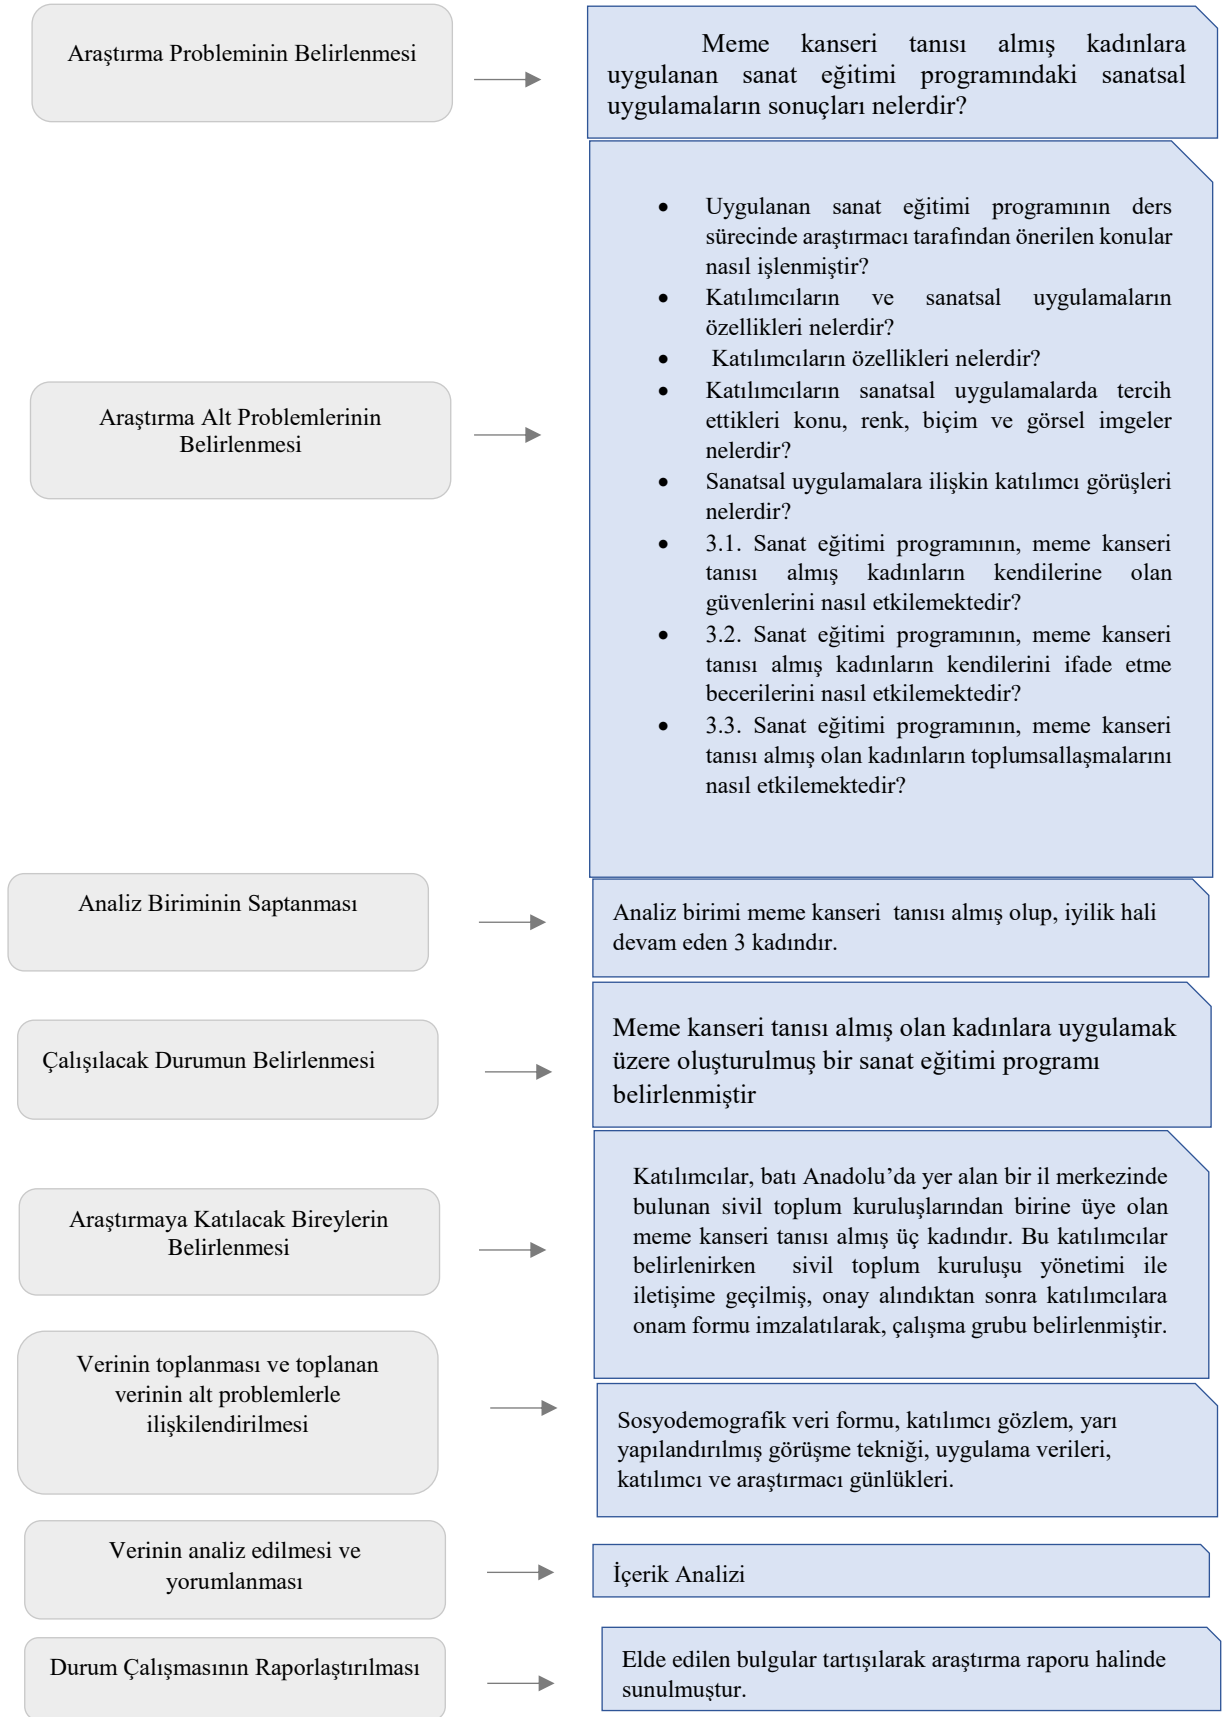 Araştırma Probleminin Belirlenmesi
Meme kanseri tanısı almış kadınlara
uygulanan sanat eğitimi programındaki sanatsal
uygulamaların sonuçları nelerdir?
Araştırma Alt Problemlerinin
Belirlenmesi
• Uygulanan sanat eğitimi programının ders
sürecinde araştırmacı tarafından önerilen konular
nasıl işlenmiştir?
• Katılımcıların ve sanatsal uygulamaların
özellikleri nelerdir?
• Katılımcıların özellikleri nelerdir?
• Katılımcıların sanatsal uygulamalarda tercih
ettikleri konu, renk, biçim ve görsel imgeler
nelerdir?
• Sanatsal uygulamalara ilişkin katılımcı görüşleri
nelerdir?
• 3.1. Sanat eğitimi programının, meme kanseri
tanısı almış kadınların kendilerine olan
güvenlerini nasıl etkilemektedir?
• 3.2. Sanat eğitimi programının, meme kanseri
tanısı almış kadınların kendilerini ifade etme
becerilerini nasıl etkilemektedir?
• 3.3. Sanat eğitimi programının, meme kanseri
tanısı almış olan kadınların toplumsallaşmalarını
nasıl etkilemektedir?
Analiz Biriminin Saptanması
Analiz birimi meme kanseri tanısı almış olup, iyilik hali
devam eden 3 kadındır.
Çalışılacak Durumun Belirlenmesi
Meme kanseri tanısı almış olan kadınlara uygulamak
üzere oluşturulmuş bir sanat eğitimi programı
belirlenmiştir
Araştırmaya Katılacak Bireylerin
Belirlenmesi
Katılımcılar, batı Anadolu’da yer alan bir il merkezinde
bulunan sivil toplum kuruluşlarından birine üye olan
meme kanseri tanısı almış üç kadındır. Bu katılımcılar
belirlenirken sivil toplum kuruluşu yönetimi ile
iletişime geçilmiş, onay alındıktan sonra katılımcılara
onam formu imzalatılarak, çalışma grubu belirlenmiştir.
Verinin toplanması ve toplanan
verinin alt problemlerle
ilişkilendirilmesi
Sosyodemografik veri formu, katılımcı gözlem, yarı
yapılandırılmış görüşme tekniği, uygulama verileri,
katılımcı ve araştırmacı günlükleri.
Verinin analiz edilmesi ve
yorumlanması
İçerik Analizi
Durum Çalışmasının Raporlaştırılması
Elde edilen bulgular tartışılarak araştırma raporu halinde
sunulmuştur.